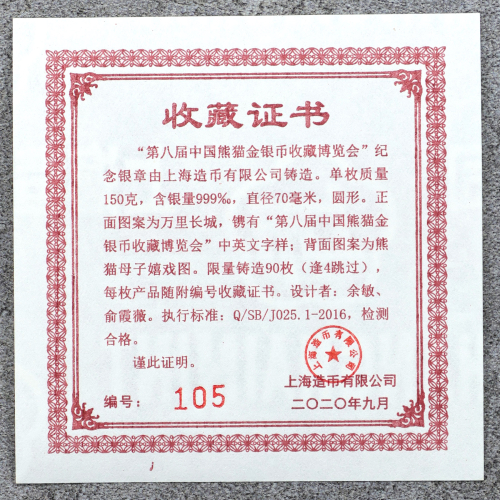 收藏证书
“第八届中国熊猫金银币收藏博览会”纪
念银章由上海造币有限公司铸造。单枚质量
150克，含银量999‰，直径70毫米，圆形。正
面图案为万里长城，镌有“第八届中国熊猫金
银币收藏博览会”中英文字样；背面图案为熊
猫母子嬉戏图。限量铸造90枚（逢4跳过），
每枚产品随附编号收藏证书。设计者：余敏、
俞霞薇。执行标准：Q/SB/J025.1-2016，检测
合格。
谨此证明。
上海造币有限公司
编号：105
上海造币有限公司
二〇二〇年九月
j